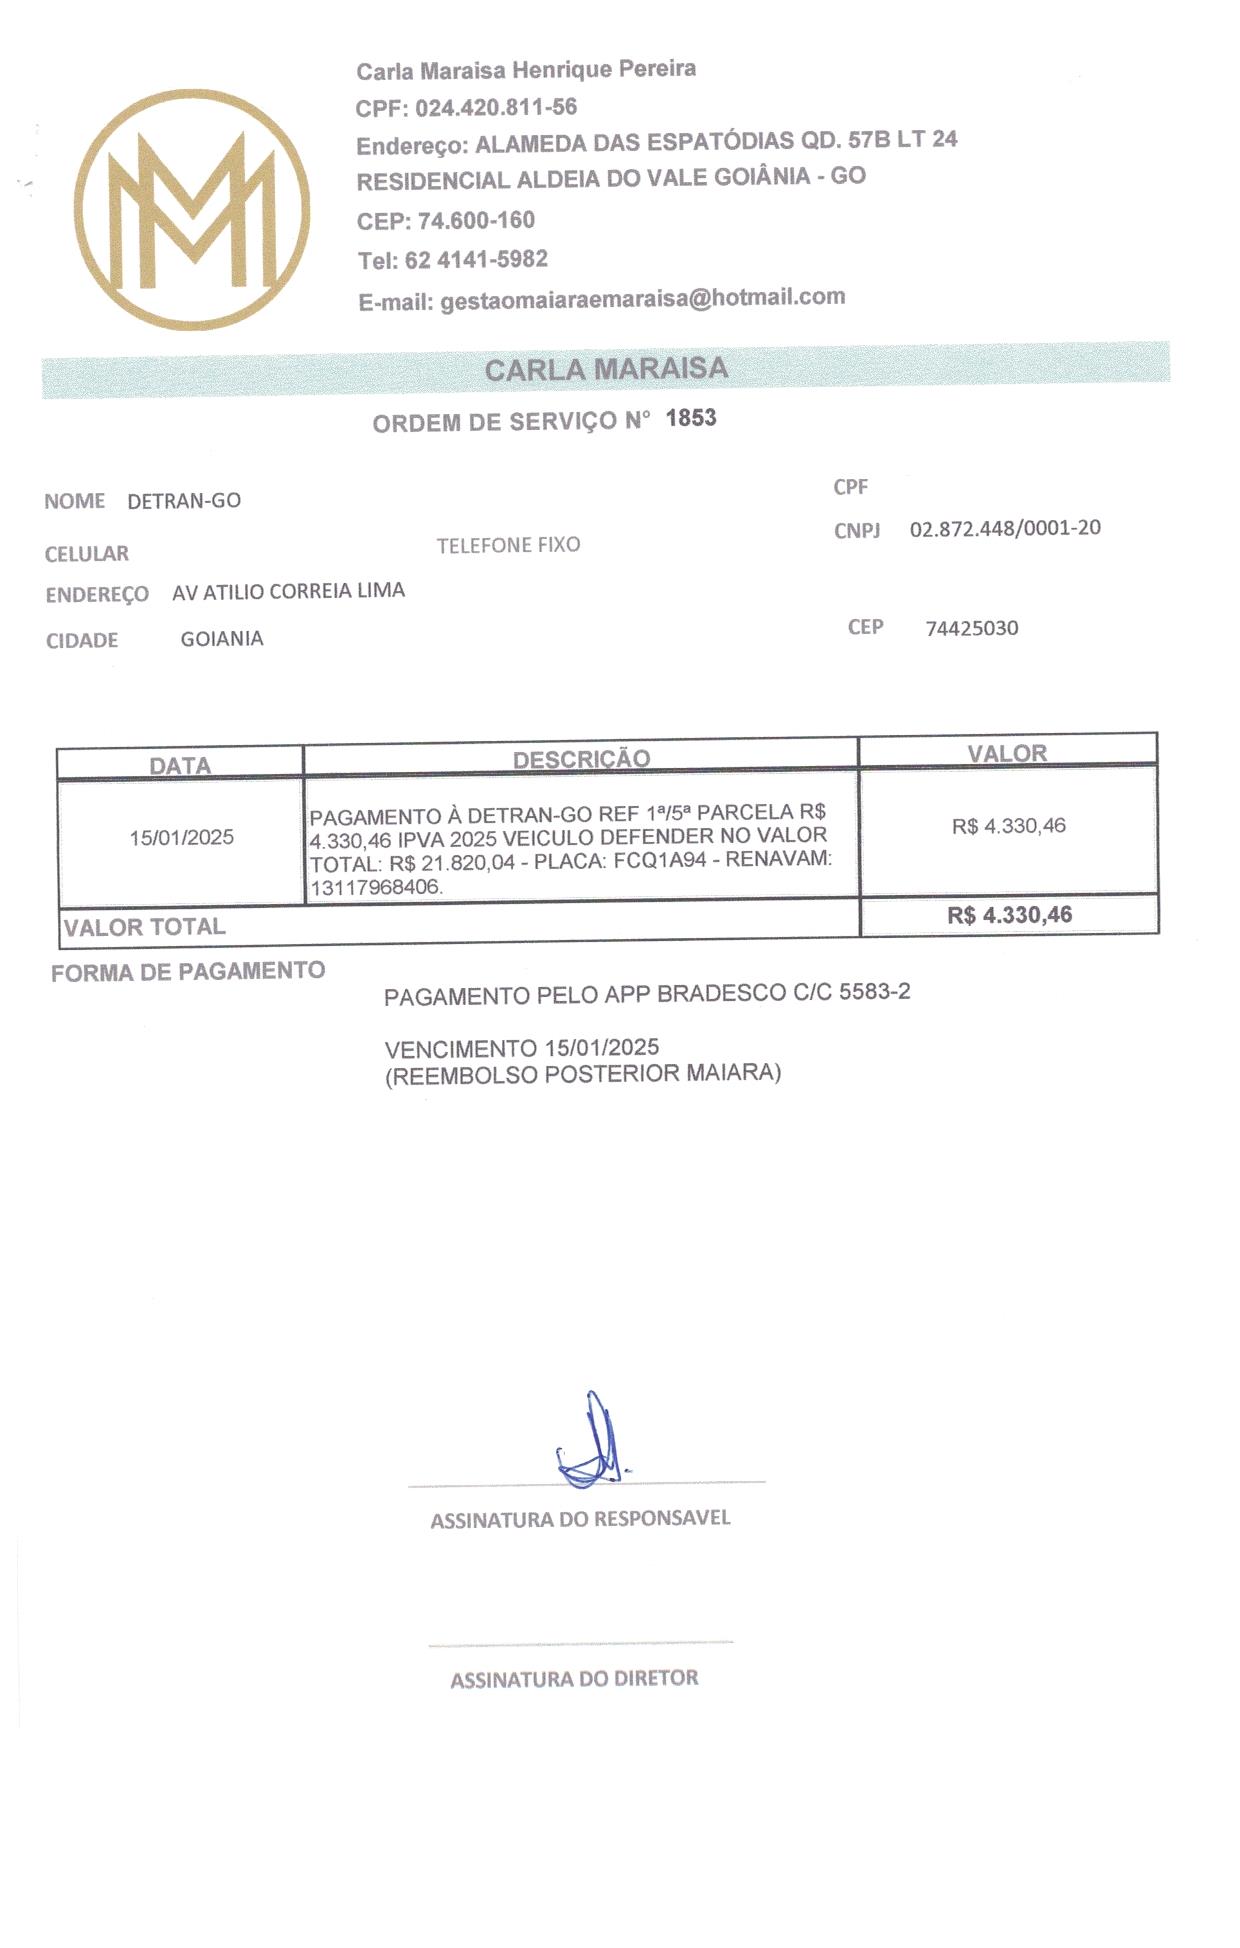 Carla Maraisa Henrique Pereira
CPF: 024.420.811-56
Endereço: ALAMEDA DAS ESPATÓDIAS QD. 57B LT 24
RESIDENCIAL ALDEIA DO VALE GOIÂNIA - GO
CEP: 74.600-160
Tel: 62 4141-5982
E-mail: gestaomaiaraemaraisa@hotmail.com
CARLA MARAISA
ORDEM DE SERVIÇO N° 1853
NOME DETRAN-GO
CPF
CNPJ 02.872.448/0001-20
CELULAR
TELEFONE FIXO
ENDEREÇO AV ATILIO CORREIA LIMA
CIDADE GOIANIA
CEP 74425030
DATA DESCRIÇÃO VALOR
15/01/2025
PAGAMENTO À DETRAN-GO REF 1ª/5ª PARCELA R$
4.330,46 IPVA 2025 VEICULO DEFENDER NO VALOR
TOTAL: R$ 21.820,04 - PLACA: FCQ1A94 - RENAVAM:
13117968406.
R$ 4.330,46
VALOR TOTAL R$ 4.330,46
FORMA DE PAGAMENTO
PAGAMENTO PELO APP BRADESCO C/C 5583-2
VENCIMENTO 15/01/2025
(REEMBOLSO POSTERIOR MAIARA)
ASSINATURA DO RESPONSAVEL
ASSINATURA DO DIRETOR